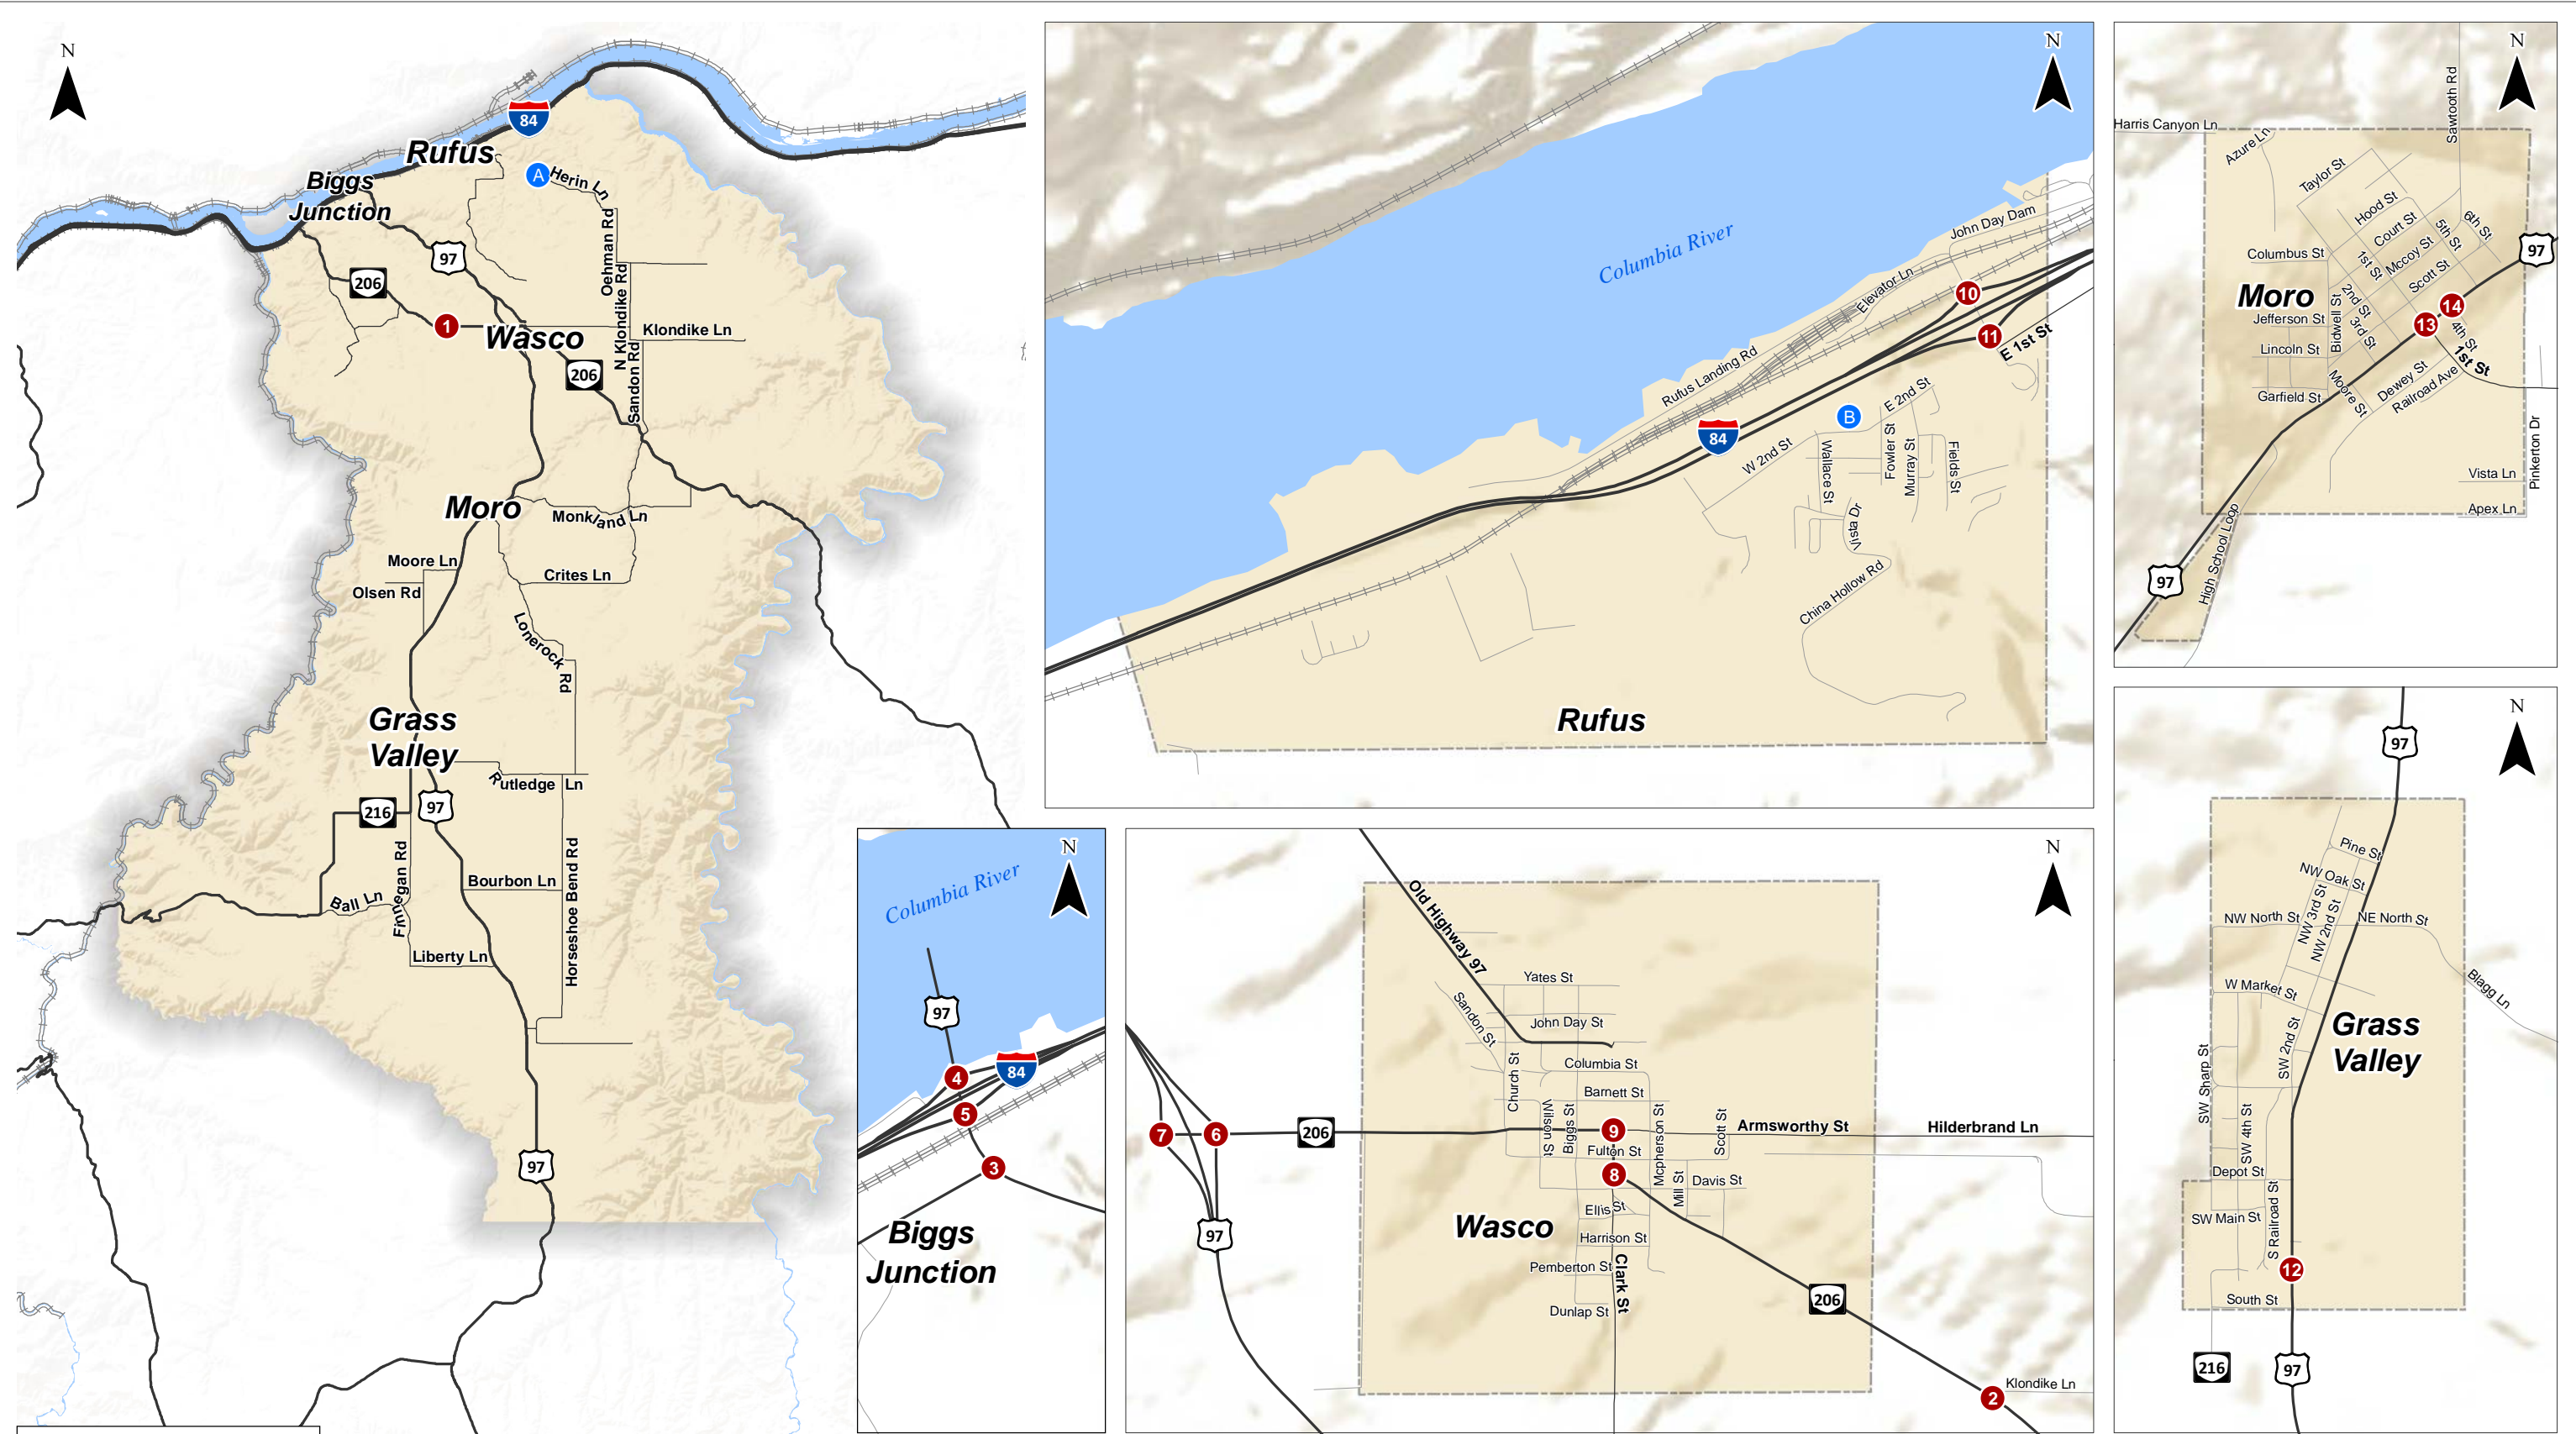 N
84
Rufus
A
Herin Ln
Biggs
Junction
Oehman Rd
97
206
N Klondike Rd
1
Wasco
Klondike Ln
206
Sandon Rd
Moro
Monkland Ln
Moore Ln
Olsen Rd
Crites Ln
Lonerock Rd
Grass
Valley
Rutledge Ln
216
97
Finnegan Rd
Horseshoe Bend Rd
Bourbon Ln
Ball Ln
Liberty Ln
97
N
Columbia River
John Day Dam
Elevator Ln
10
11
E 1st St
Rufus Landing Rd
84
B
E 2nd St
W 2nd St
Wallace St
Fowler St
Murray St
Fields St
Vista Dr
China Hollow Rd
Rufus
N
Sawtooth Rd
Harris Canyon Ln
Azure Ln
Taylor St
Hood St
Court St
5th St
6th St
97
Columbus St
1st St
Mccoy St
Scott St
Moro
2nd St
14
Jefferson St
Bidwell St
3rd St
13
4th St
Lincoln St
1st St
Garfield St
Moore St
Dewey St
Railroad Ave
Pinkerton Dr
Vista Ln
Apex Ln
High School Loop
97
N
Columbia River
97
4
84
5
3
Biggs
Junction
N
Old Highway 97
Yates St
Sandon St
John Day St
Church St
Columbia St
Barnett St
Wilson St
Biggs St
Mcpherson St
Scott St
7
6
206
9
Armsworthy St
Hilderbrand Ln
Fulton St
8
Mill St
Davis St
Ellis St
97
Wasco
Harrison St
Pemberton St
Clark St
Dunlap St
206
2
Klondike Ln
97
N
Pine St
NW Oak St
NW 3rd St
NW 2nd St
NW North St
NE North St
W Market St
Blagg Ln
Grass
Valley
SW 2nd St
SW Sharp St
SW 4th St
Depot St
SW Main St
S Railroad St
12
South St
216
97